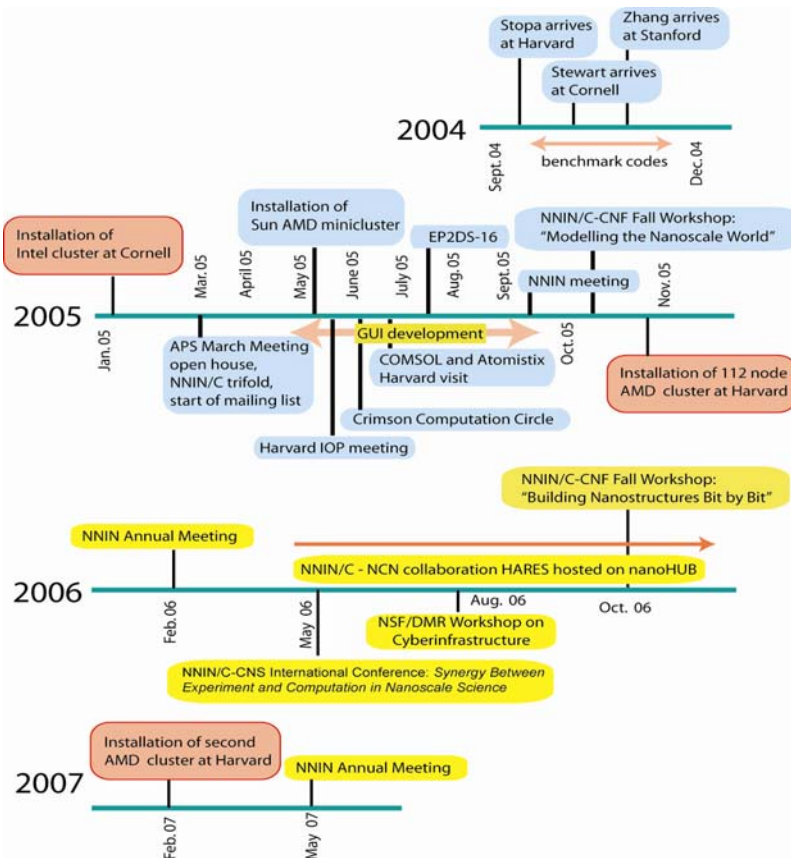 Stopa arrives
at Harvard
Zhang arrives
at Stanford
Stewart arrives
at Cornell
2004
Sept. 04
benchmark codes
Dec. 04
Installation of
Intel cluster at Cornell
Installation of
Sun AMD minicluster
EP2DS-16
NNIN/C-CNF Fall Workshop:
“Modelling the Nanoscale World”
NNIN meeting
Mar. 05
April 05
May 05
June 05
July 05
Aug. 05
Sept. 05
Nov. 05
2005
Jan. 05
Oct. 05
GUI development
APS March Meeting
open house,
NNIN/C trifold,
start of mailing list
COMSOL and Atomistix
Harvard visit
Crimson Computation Circle
Harvard IOP meeting
Installation of 112 node
AMD cluster at Harvard
NNIN/C-CNF Fall Workshop:
“Building Nanostructures Bit by Bit”
NNIN Annual Meeting
NNIN/C - NCN collaboration HARES hosted on nanoHUB
2006
Feb. 06
May 06
Aug. 06
Oct. 06
NSF/DMR Workshop on
Cyberinfrastructure
NNIN/C-CNS International Conference: Synergy Between
Experiment and Computation in Nanoscale Science
Installation of second
AMD cluster at Harvard
NNIN Annual Meeting
2007
Feb. 07
May 07